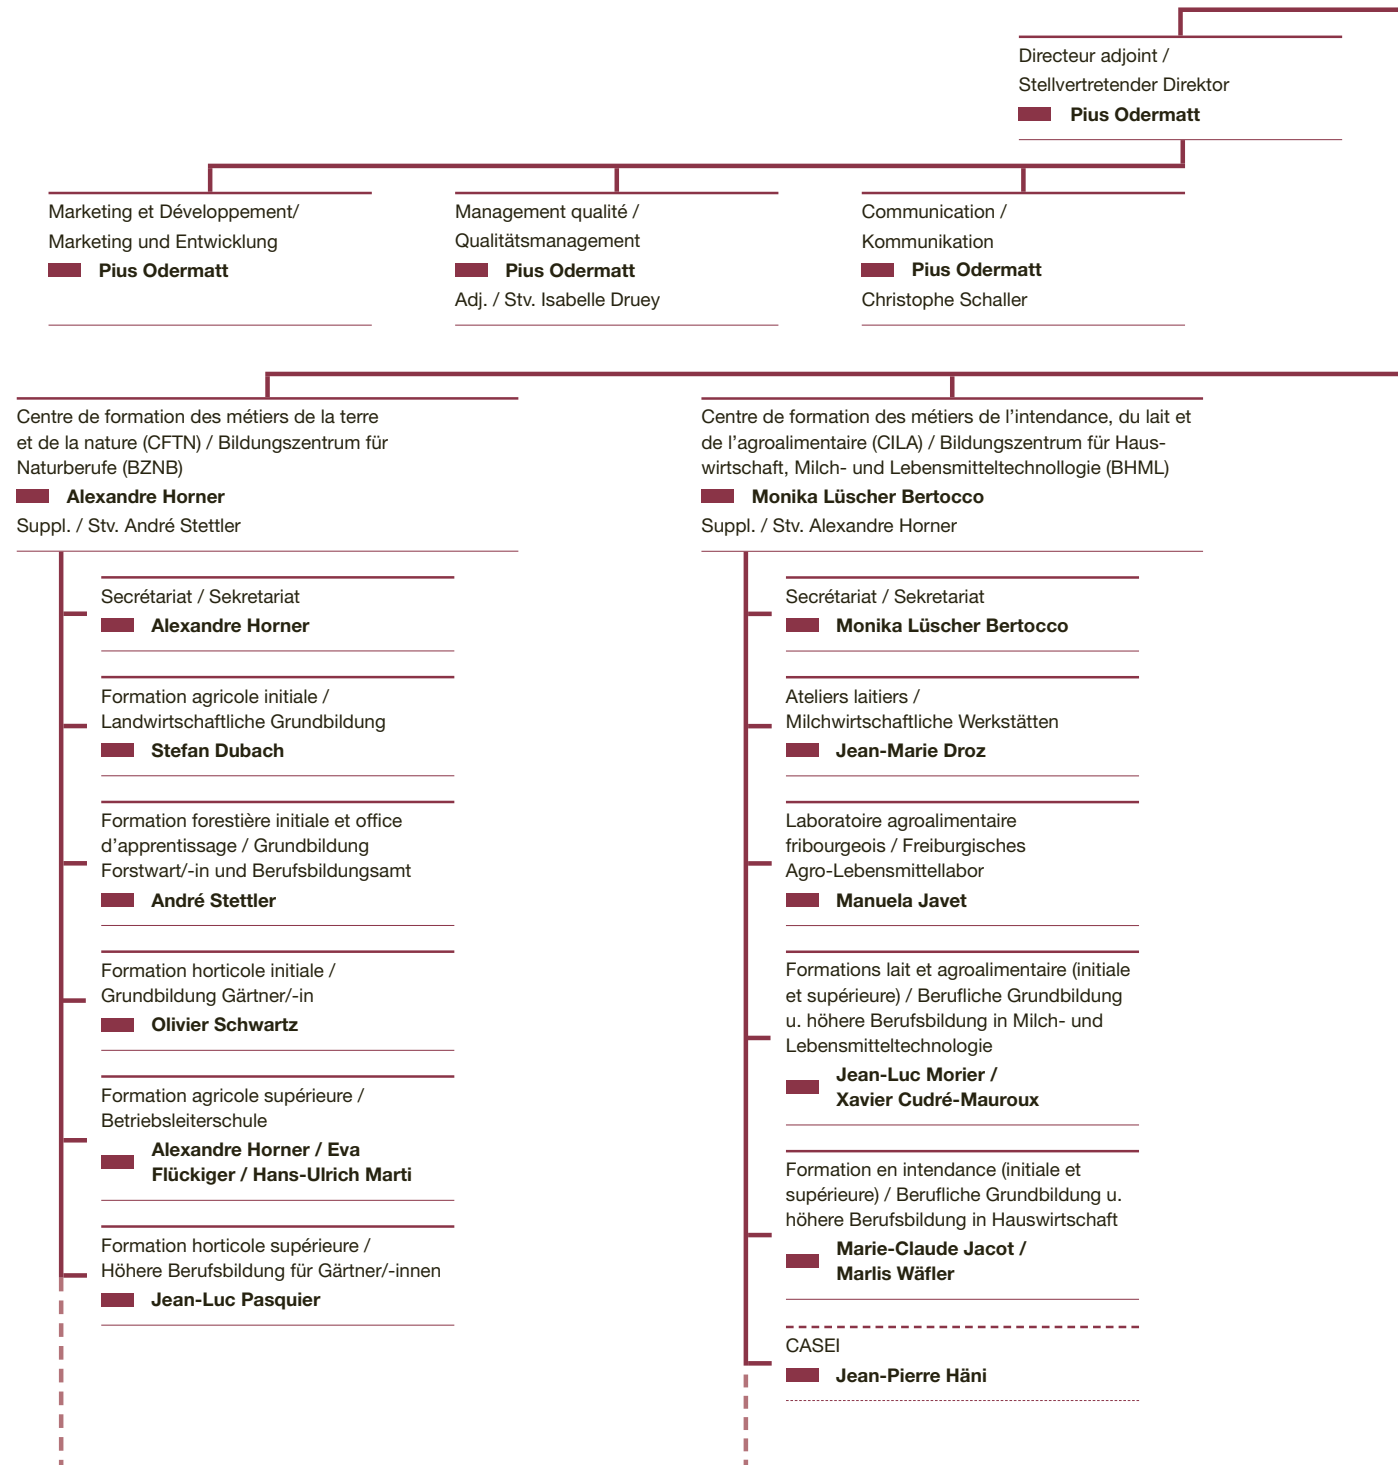 Directeur adjoint /
Stellvertretender Direktor
Pius Odermatt
Marketing et Développement/
Marketing und Entwicklung
Pius Odermatt
Management qualité /
Qualitätsmanagement
Pius Odermatt
Adj. / Stv. Isabelle Druey
Communication /
Kommunikation
Pius Odermatt
Christophe Schaller
Centre de formation des métiers de la terre
et de la nature (CFTN) / Bildungszentrum für
Naturberufe (BZNB)
Alexandre Horner
Suppl. / Stv. André Stettler
Secrétariat / Sekretariat
Alexandre Horner
Formation agricole initiale /
Landwirtschaftliche Grundbildung
Stefan Dubach
Formation forestière initiale et office
d'apprentissage / Grundbildung
Forstwart/-in und Berufsbildungsamt
André Stettler
Formation horticole initiale /
Grundbildung Gärtner/-in
Olivier Schwartz
Formation agricole supérieure /
Betriebsleiterschule
Alexandre Horner / Eva
Flückiger / Hans-Ulrich Marti
Formation horticole supérieure /
Höhere Berufsbildung für Gärtner/-innen
Jean-Luc Pasquier
Centre de formation des métiers de l'intendance, du lait et
de l'agroalimentaire (CILA) / Bildungszentrum für Haus-
wirtschaft, Milch- und Lebensmitteltechnollogie (BHML)
Monika Lüscher Bertocco
Suppl. / Stv. Alexandre Horner
Secrétariat / Sekretariat
Monika Lüscher Bertocco
Ateliers laitiers /
Milchwirtschaftliche Werkstätten
Jean-Marie Droz
Laboratoire agroalimentaire
fribourgeois / Freiburgisches
Agro-Lebensmittellabor
Manuela Javet
Formations lait et agroalimentaire (initiale
et supérieure) / Berufliche Grundbildung
u. höhere Berufsbildung in Milch- und
Lebensmitteltechnologie
Jean-Luc Morier /
Xavier Cudré-Mauroux
Formation en intendance (initiale et
supérieure) / Berufliche Grundbildung u.
höhere Berufsbildung in Hauswirtschaft
Marie-Claude Jacot /
Marlis Wäfler
CASEI
Jean-Pierre Häni